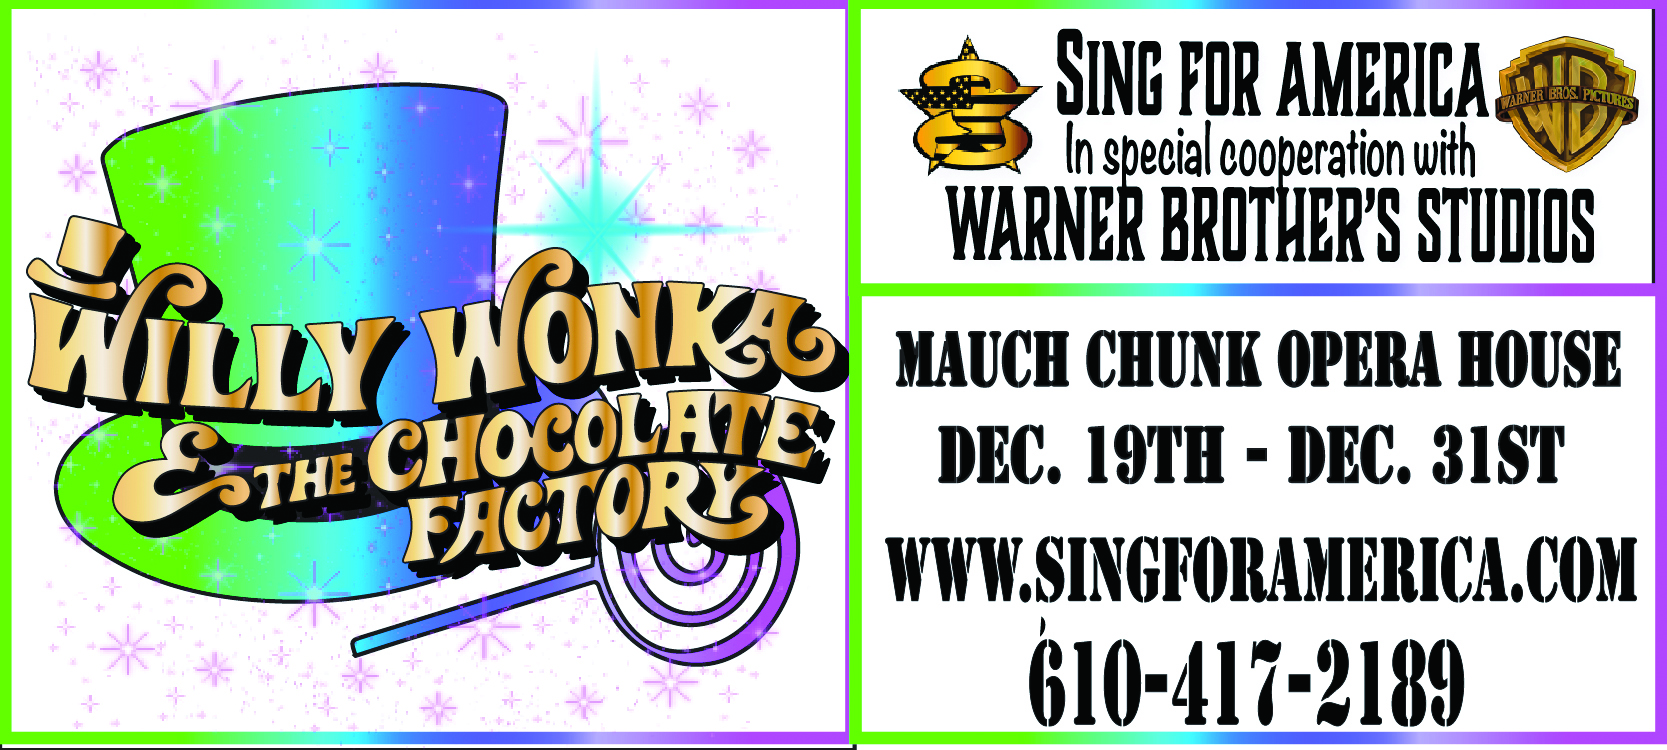 WILLY WONKA
& THE CHOCOLATE
FACTORY
SING FOR AMERICA
In special cooperation with
WARNER BROTHER'S STUDIOS
WARNER BROS. PICTURES
WB
MAUCH CHUNK OPERA HOUSE
DEC. 19TH - DEC. 31ST
WWW.SINGFORAMERICA.COM
610-417-2189